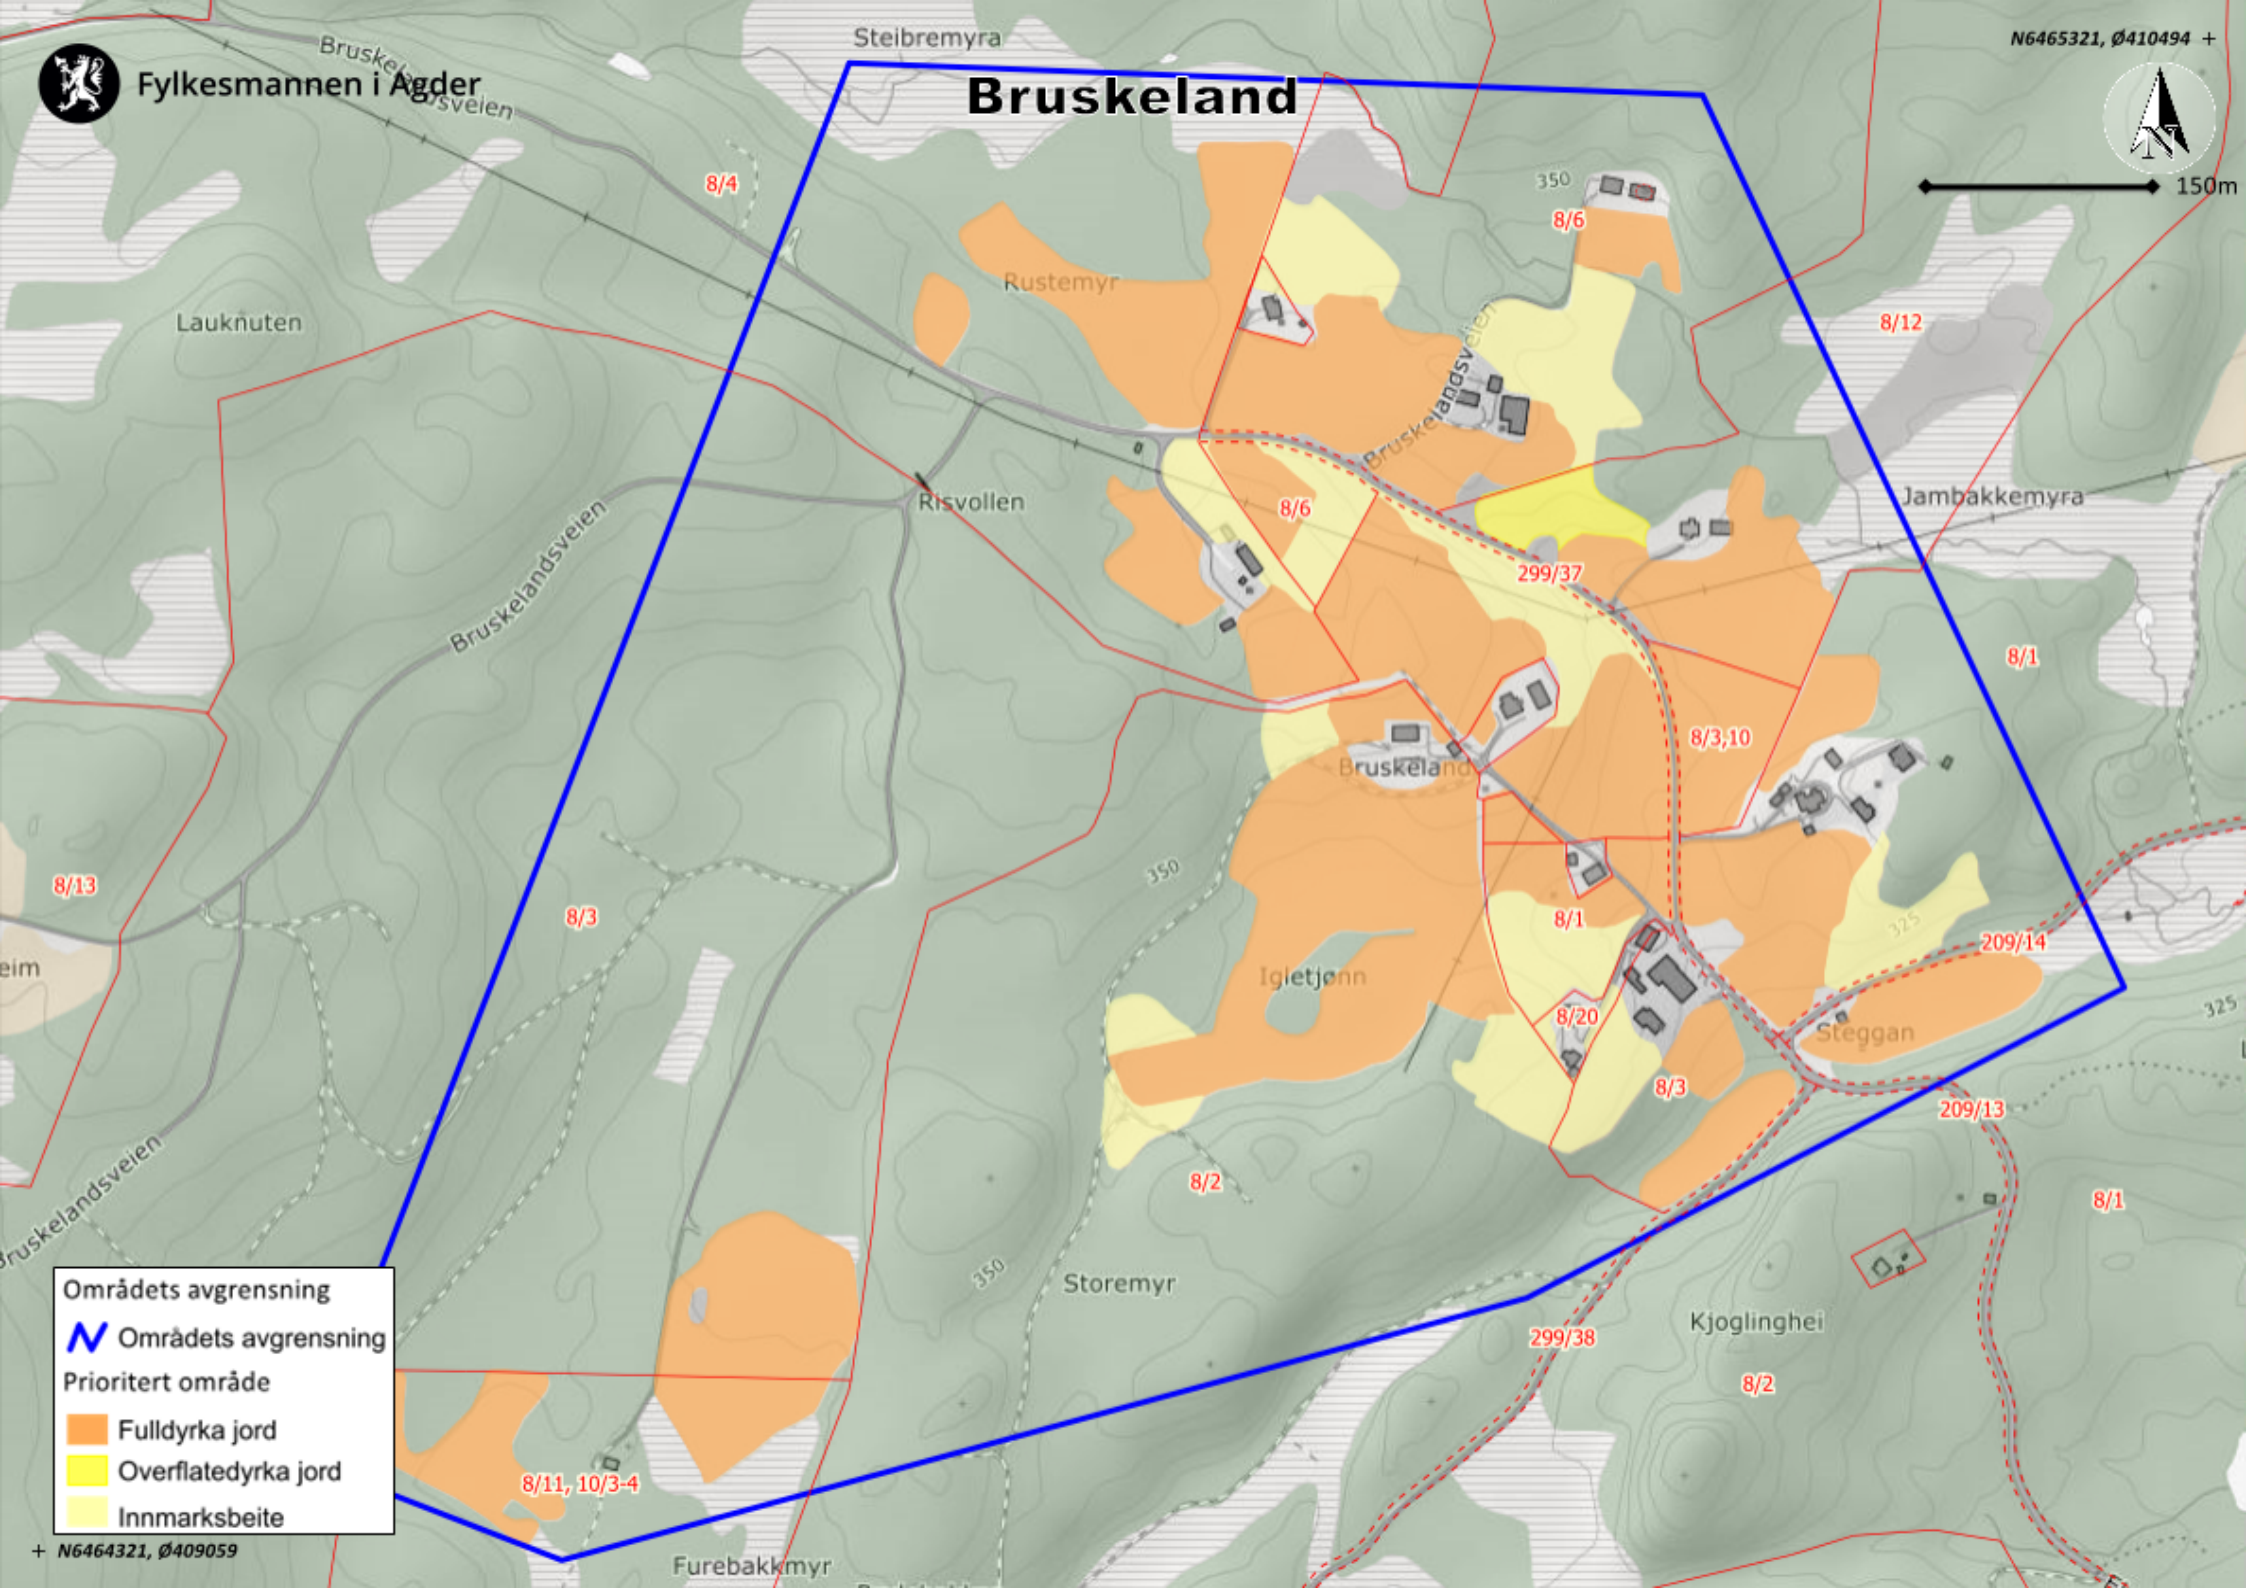 Steibremyra
N6465321, Ø410494
Bruskelandsveien
Fylkesmannen i Agder
Bruskeland
150m
8/4
350
8/6
Rustemyr
Lauknuten
8/12
Bruskelandsveien
Risvollen
8/6
Jambakkemyra
299/37
Bruskelandsveien
8/1
8/3,10
Bruskeland
350
8/13
8/3
8/1
209/14
325
eim
Igletjønn
8/20
325
Steggan
8/3
209/13
Bruskelandsveien
8/2
8/1
350
Storemyr
Kjoglinghei
299/38
8/2
Områdets avgrensning
Områdets avgrensning
Prioritert område
Fulldyrka jord
Overflatedyrka jord
Innmarksbeite
8/11, 10/3-4
N6464321, Ø409059
Furebakkmyr